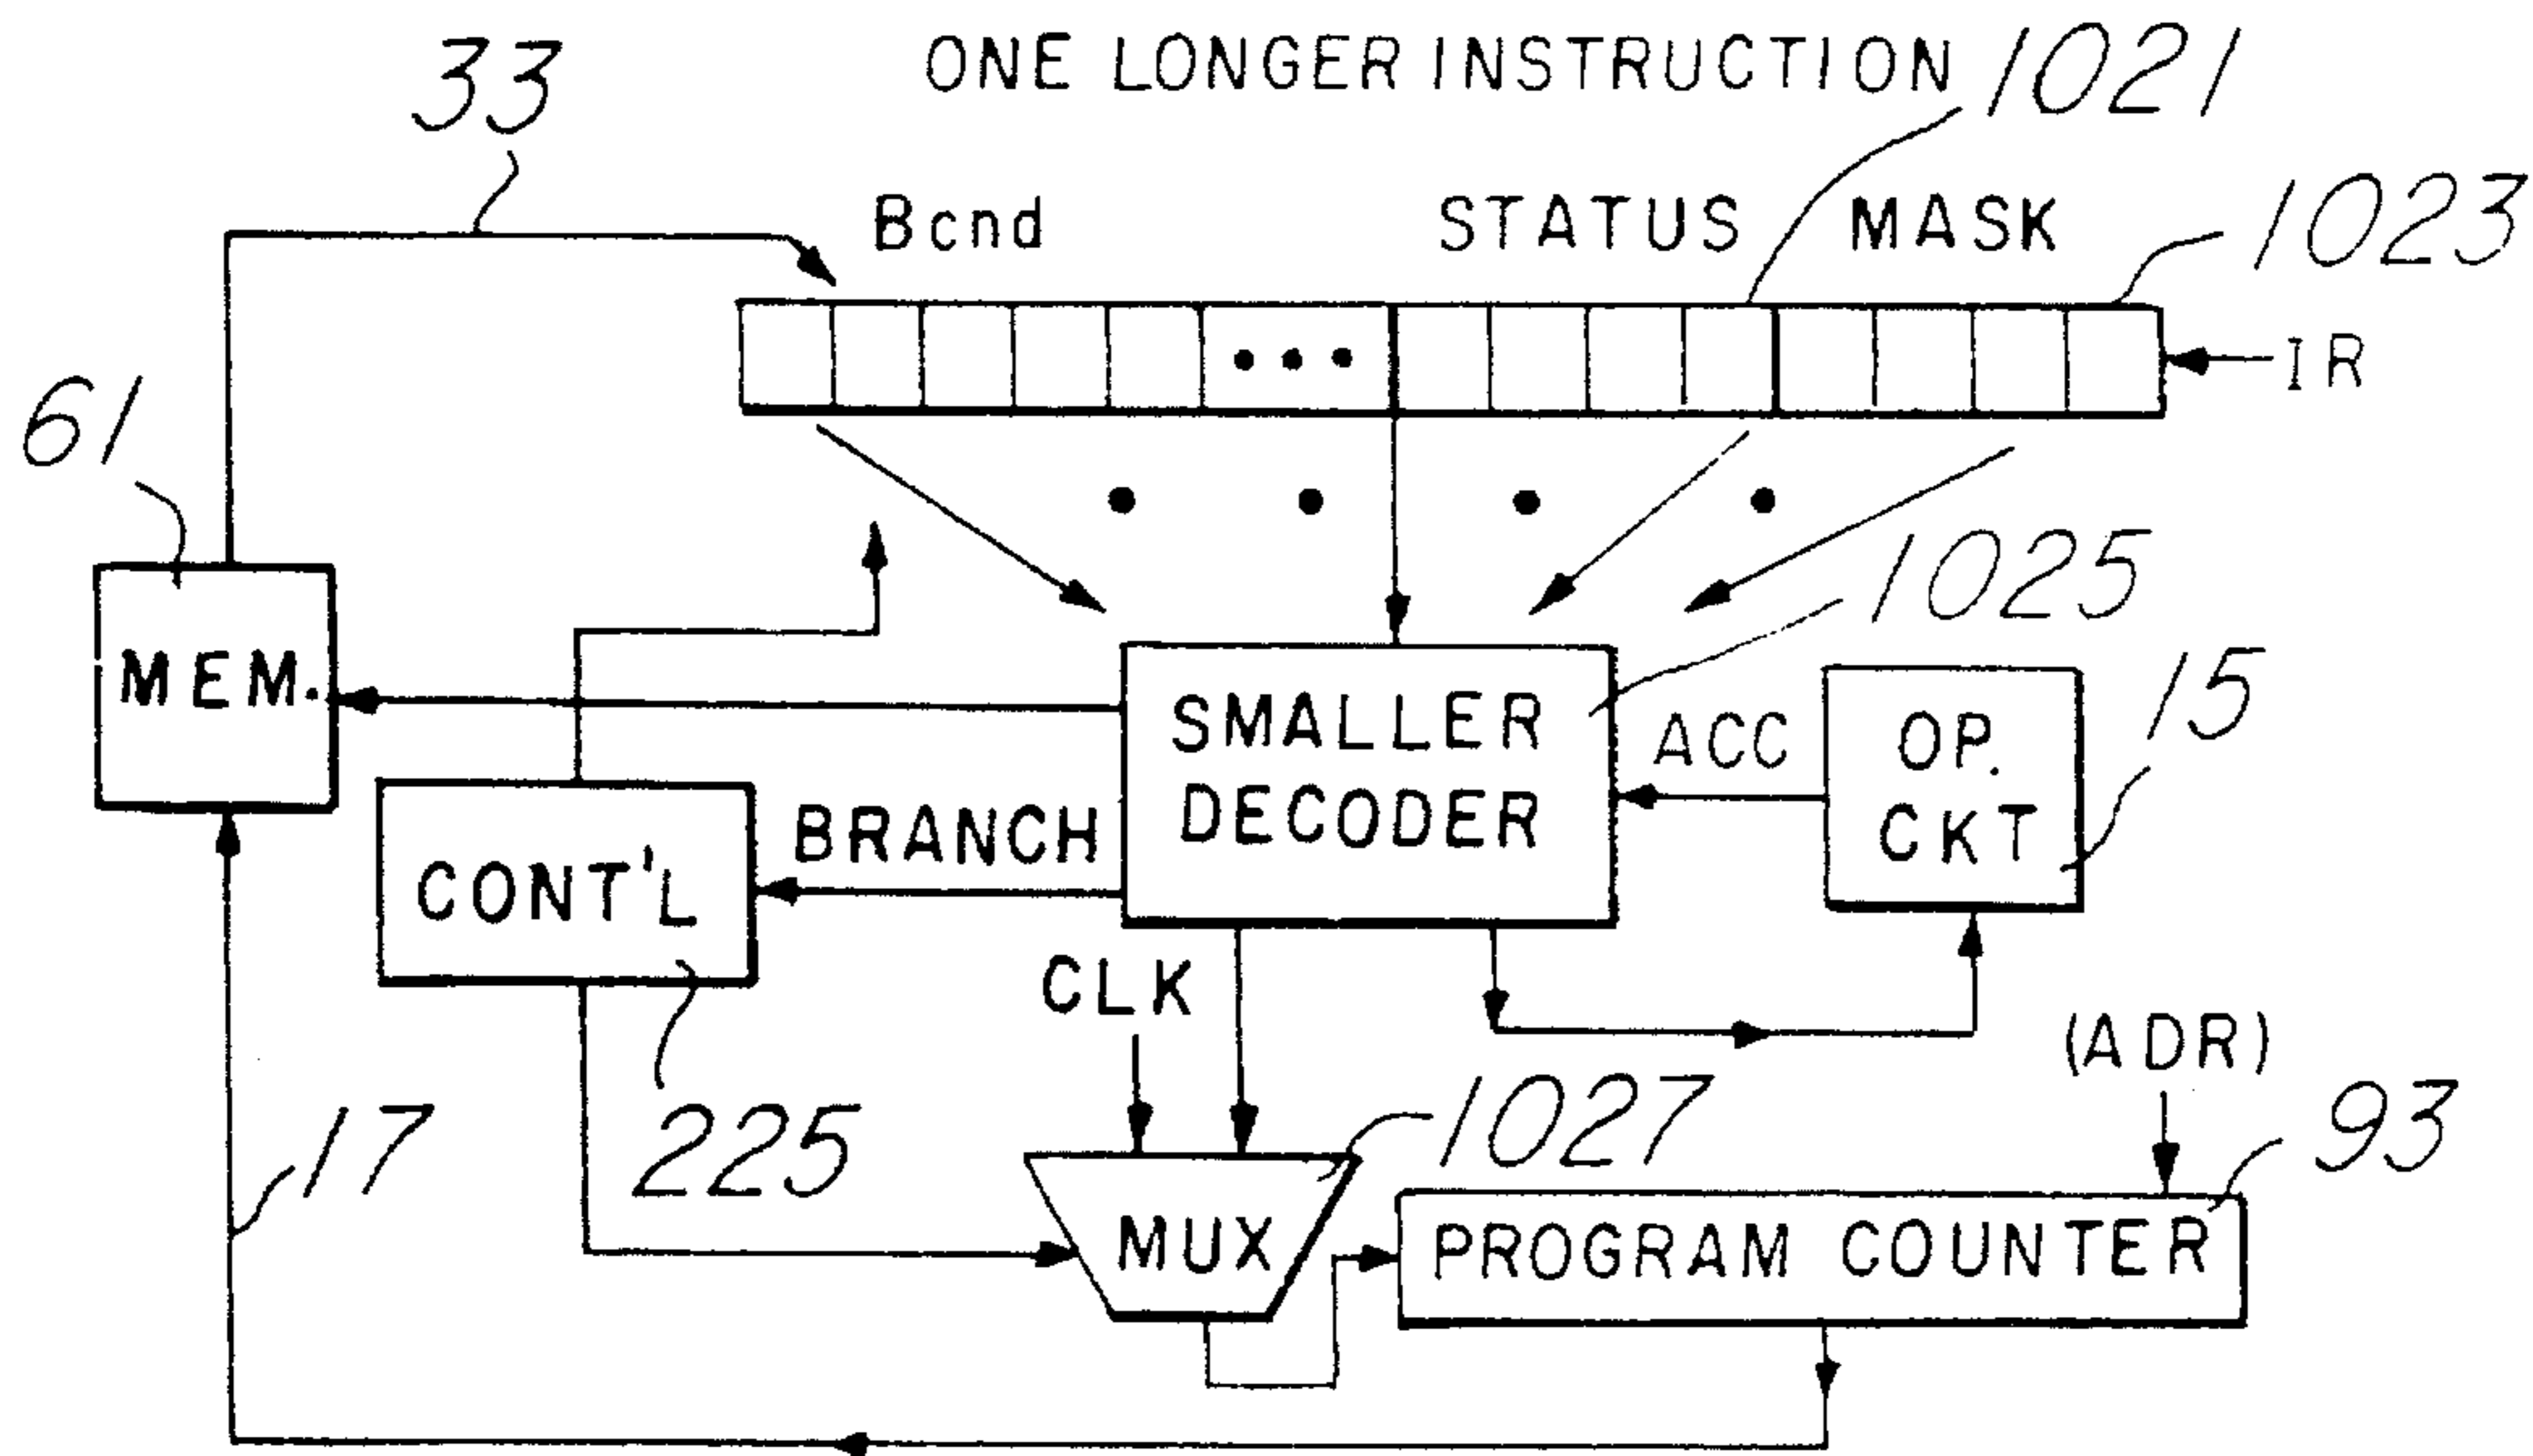 33
ONE LONGER INSTRUCTION
1021
Bcnd
STATUS
MASK
1023
IR
61
MEM.
1025
SMALLER
DECODER
ACC
OP.
CKT
15
CONT'L
BRANCH
CLK
(ADR)
17
225
1027
MUX
93
PROGRAM COUNTER